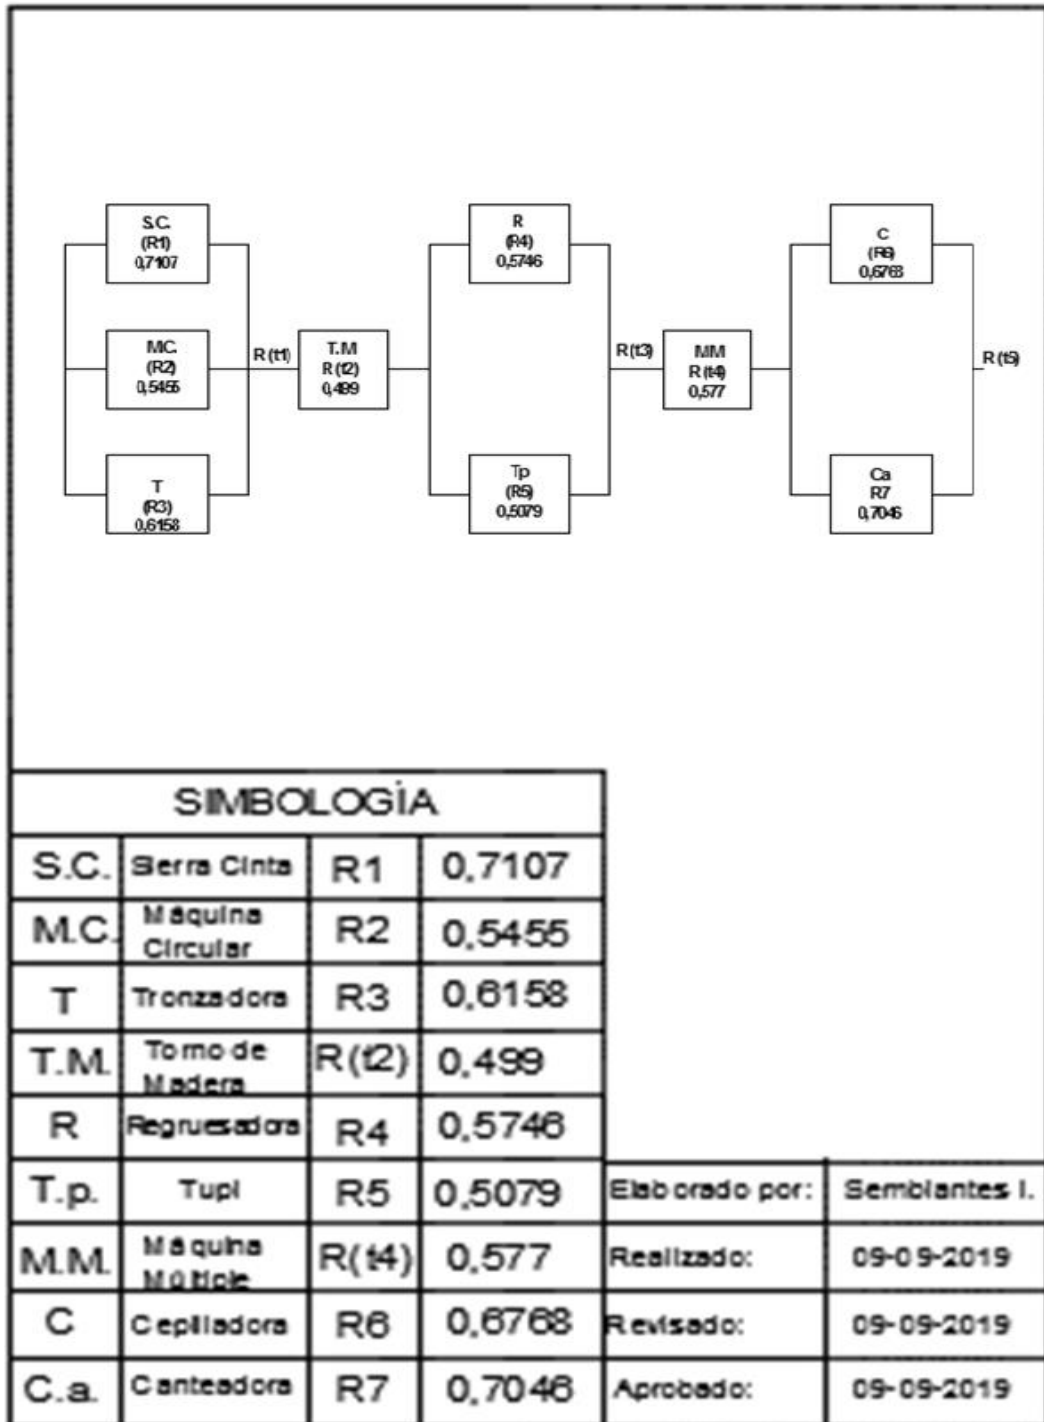 S.C.
(R1)
0,7107
M.C.
(R2)
0,5455
T
(R3)
0,6158
R(t1)
T.M
R(t2)
0,499
R
(R4)
0,5746
Tp
(R5)
0,5079
R(t3)
MM
R(t4)
0,577
C
(R6)
0,6768
Ca
R7
0,7046
R(t5)
SIMBOLOGÍA
S.C. Sierra Cinta R1 0,7107
M.C. Máquina Circular R2 0,5455
T Tronzadora R3 0,6158
T.M. Torno de Madera R(t2) 0,499
R Regruesadora R4 0,5746
T.p. Tupi R5 0,5079
M.M. Máquina Múltiple R(t4) 0,577
C Cepilladora R6 0,6768
C.a. Canteadora R7 0,7046
Elaborado por: Semblantes I.
Realizado: 09-09-2019
Revisado: 09-09-2019
Aprobado: 09-09-2019